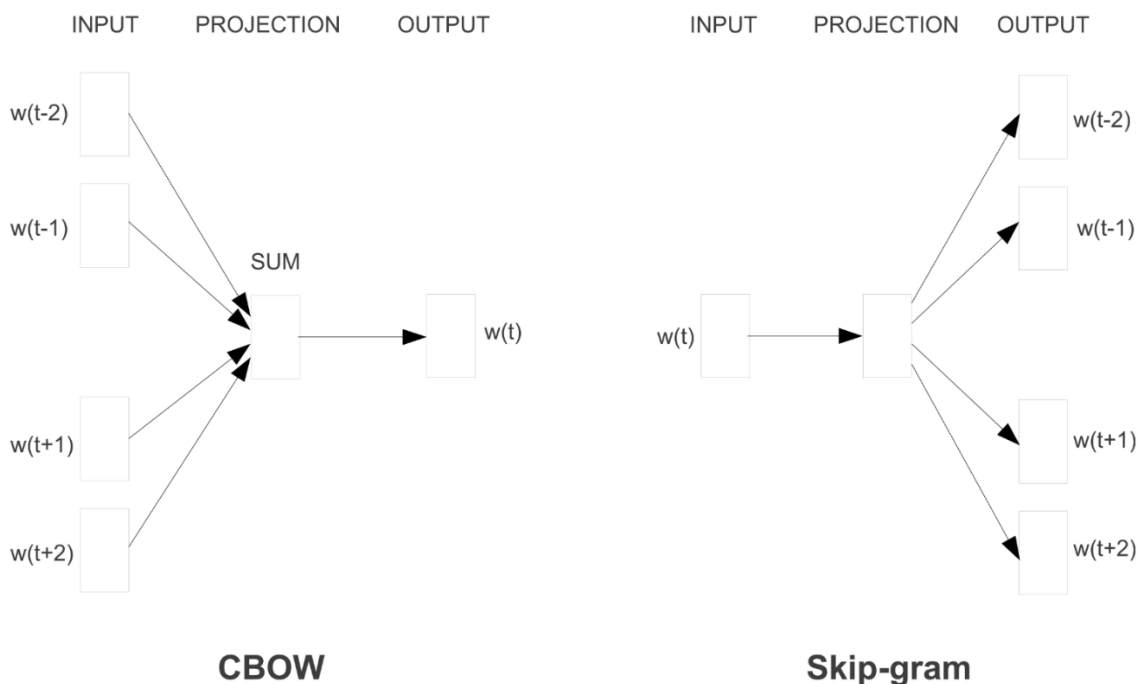 INPUT PROJECTION OUTPUT
w(t-2)
w(t-1)
SUM
w(t)
w(t+1)
w(t+2)
CBOW
INPUT PROJECTION OUTPUT
w(t-2)
w(t-1)
w(t)
w(t+1)
w(t+2)
Skip-gram